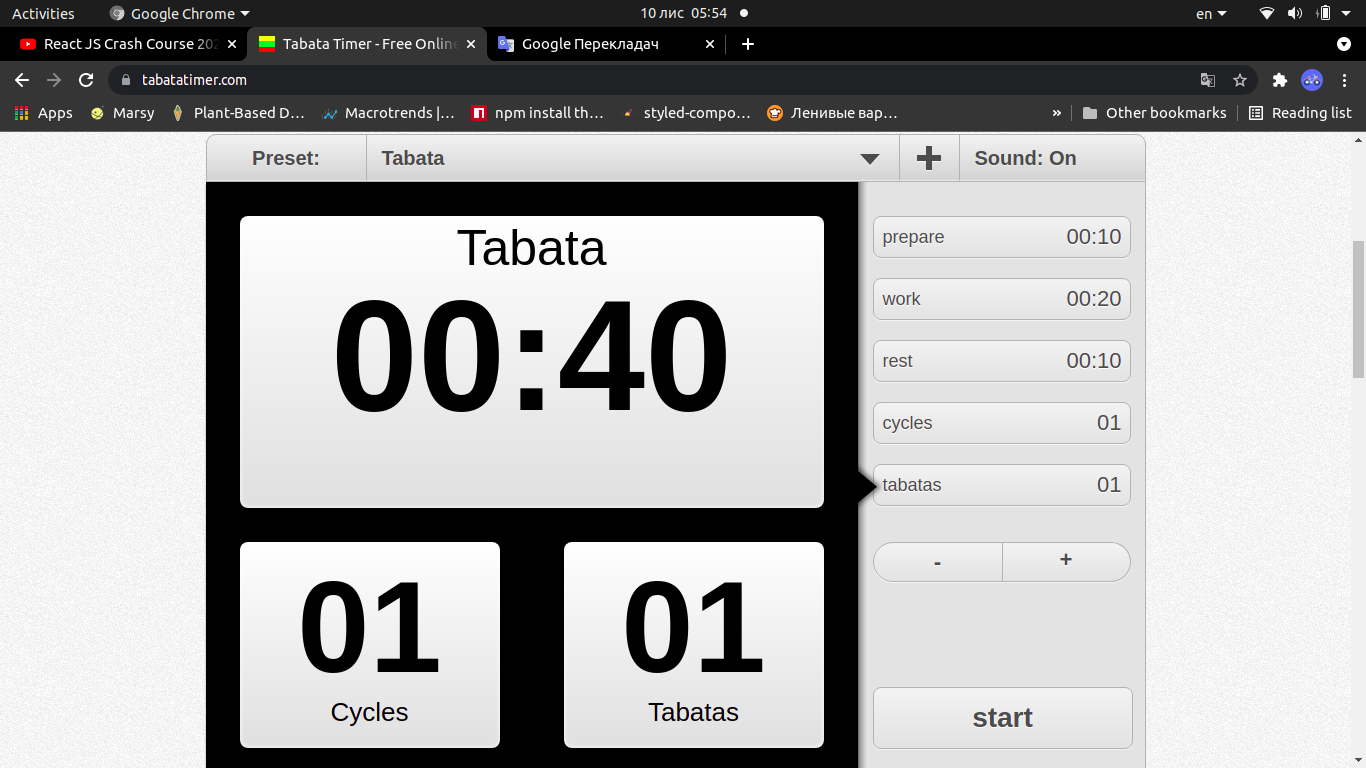 Activities Google Chrome 10 лис 05:54 en
React JS Crash Course 202 Tabata Timer - Free Online Google Перекладач
tabatatimer.com
Apps Marsy Plant-Based D… Macrotrends |… npm install th… styled-compo… Ленивые вар… » Other bookmarks Reading list
Preset: Tabata Sound: On
Tabata
00:40
01
Cycles
01
Tabatas
prepare 00:10
work 00:20
rest 00:10
cycles 01
tabatas 01
- +
start